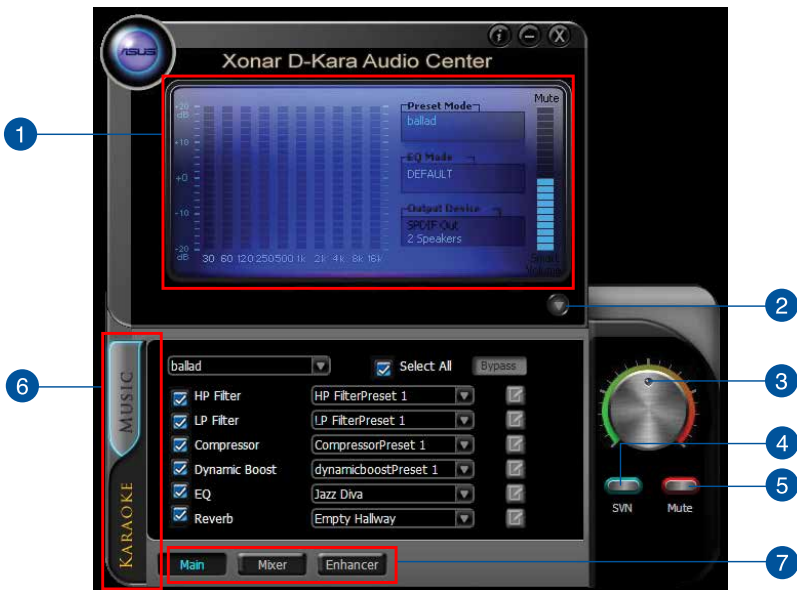 ASUS
Xonar D-Kara Audio Center
+20
dB
+10
+0
-10
-20
dB
30 60 120 250 500 1k 2k 4k 8k 16k
Preset Mode
ballad
EQ Mode
DEFAULT
Output Device
SPDIF Out
2 Speakers
Mute
Smart
Volume
1
2
3
4
5
6
7
MUSIC
KARAOKE
ballad
Select All
Bypass
HP Filter
HP FilterPreset 1
LP Filter
LP FilterPreset 1
Compressor
CompressorPreset 1
Dynamic Boost
dynamicboostPreset 1
EQ
Jazz Diva
Reverb
Empty Hallway
Main
Mixer
Enhancer
SVN
Mute